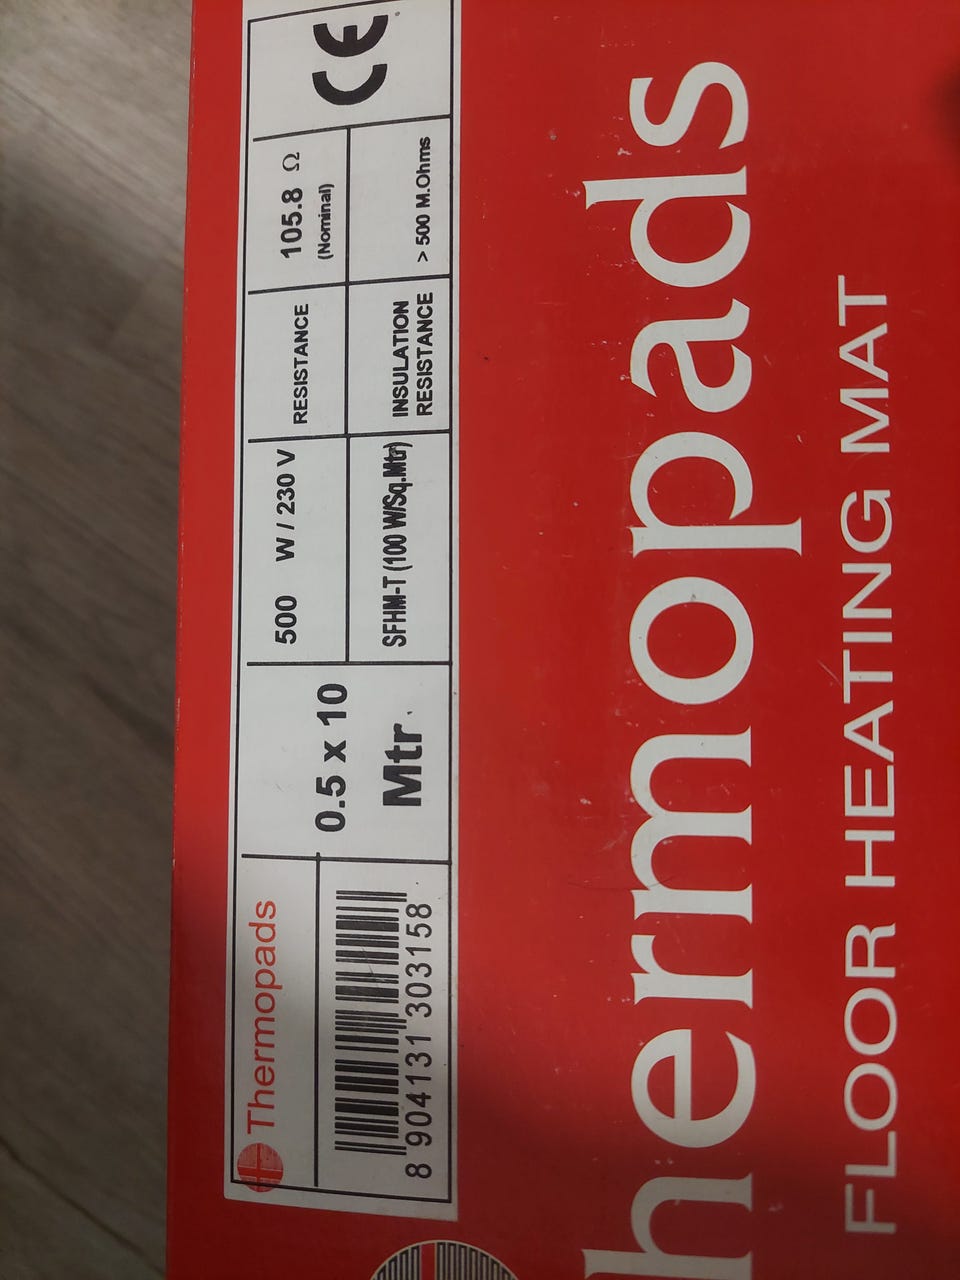 Thermopads
8 904131 303158
0.5 x 10
Mtr
500 W / 230 V
SFHM-T (100 W/Sq.Mtr)
RESISTANCE
105.8 Ω
(Nominal)
INSULATION
RESISTANCE
> 500 M.Ohms
CE
hermopads
FLOOR HEATING MAT